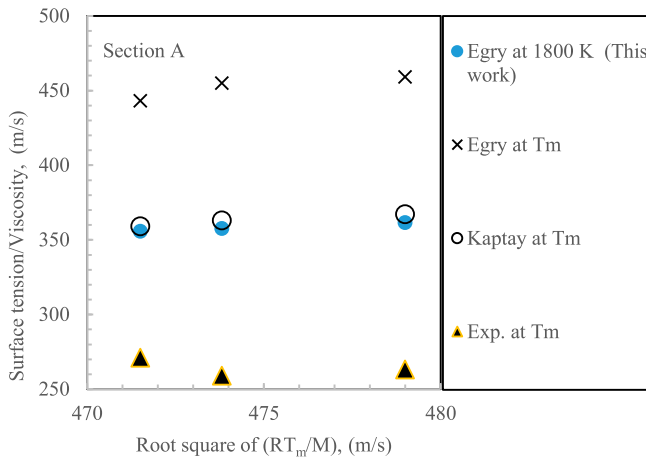 500
450
400
350
300
250
Surface tension/Viscosity, (m/s)
Section A
470
475
480
Root square of (RTₘ/M), (m/s)
Egry at 1800 K (This
work)
Egry at Tm
Kaptay at Tm
Exp. at Tm